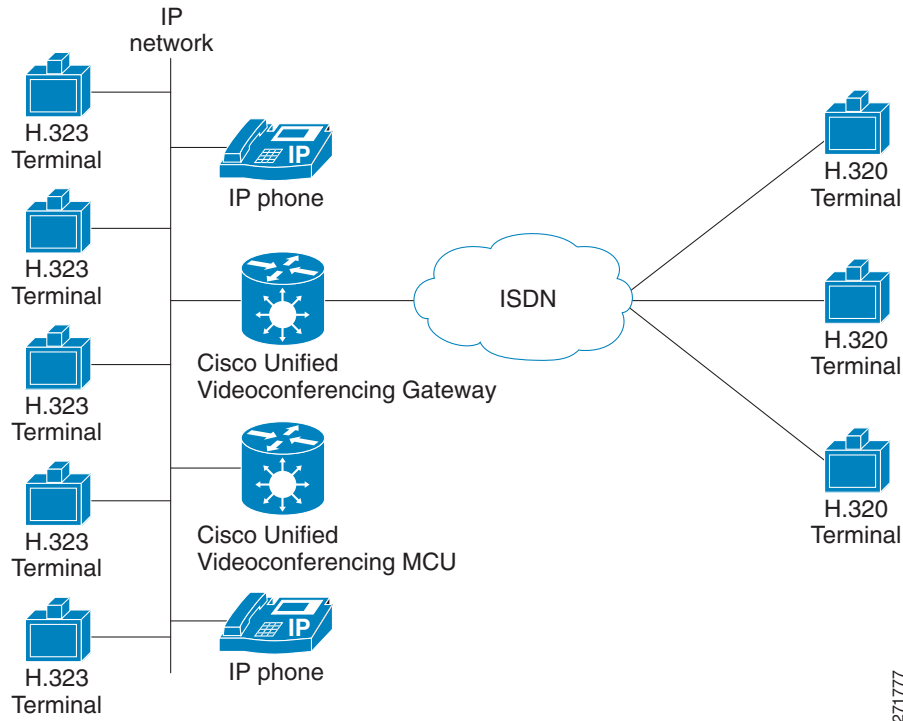 IP
network
H.323
Terminal
IP
IP phone
H.320
Terminal
H.323
Terminal
ISDN
Cisco Unified
Videoconferencing Gateway
H.320
Terminal
H.323
Terminal
H.323
Terminal
Cisco Unified
Videoconferencing MCU
H.320
Terminal
IP
IP phone
H.323
Terminal
271777